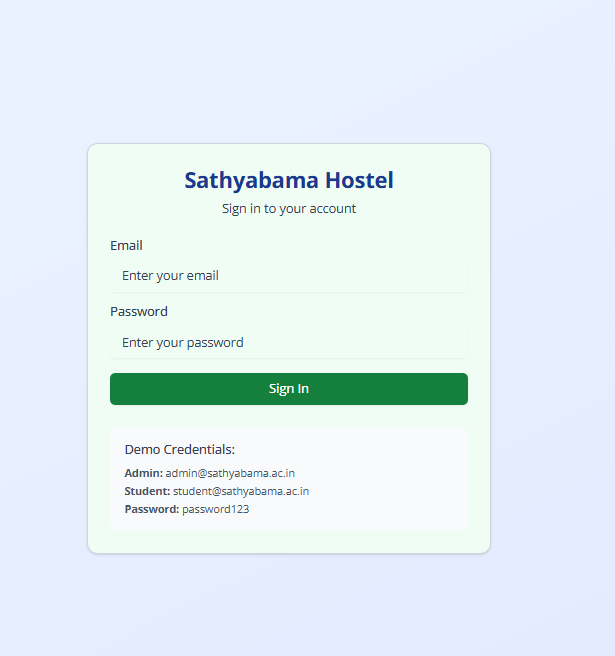 Sathyabama Hostel
Sign in to your account
Email
Enter your email
Password
Enter your password
Sign In
Demo Credentials:
Admin: admin@sathyabama.ac.in
Student: student@sathyabama.ac.in
Password: password123